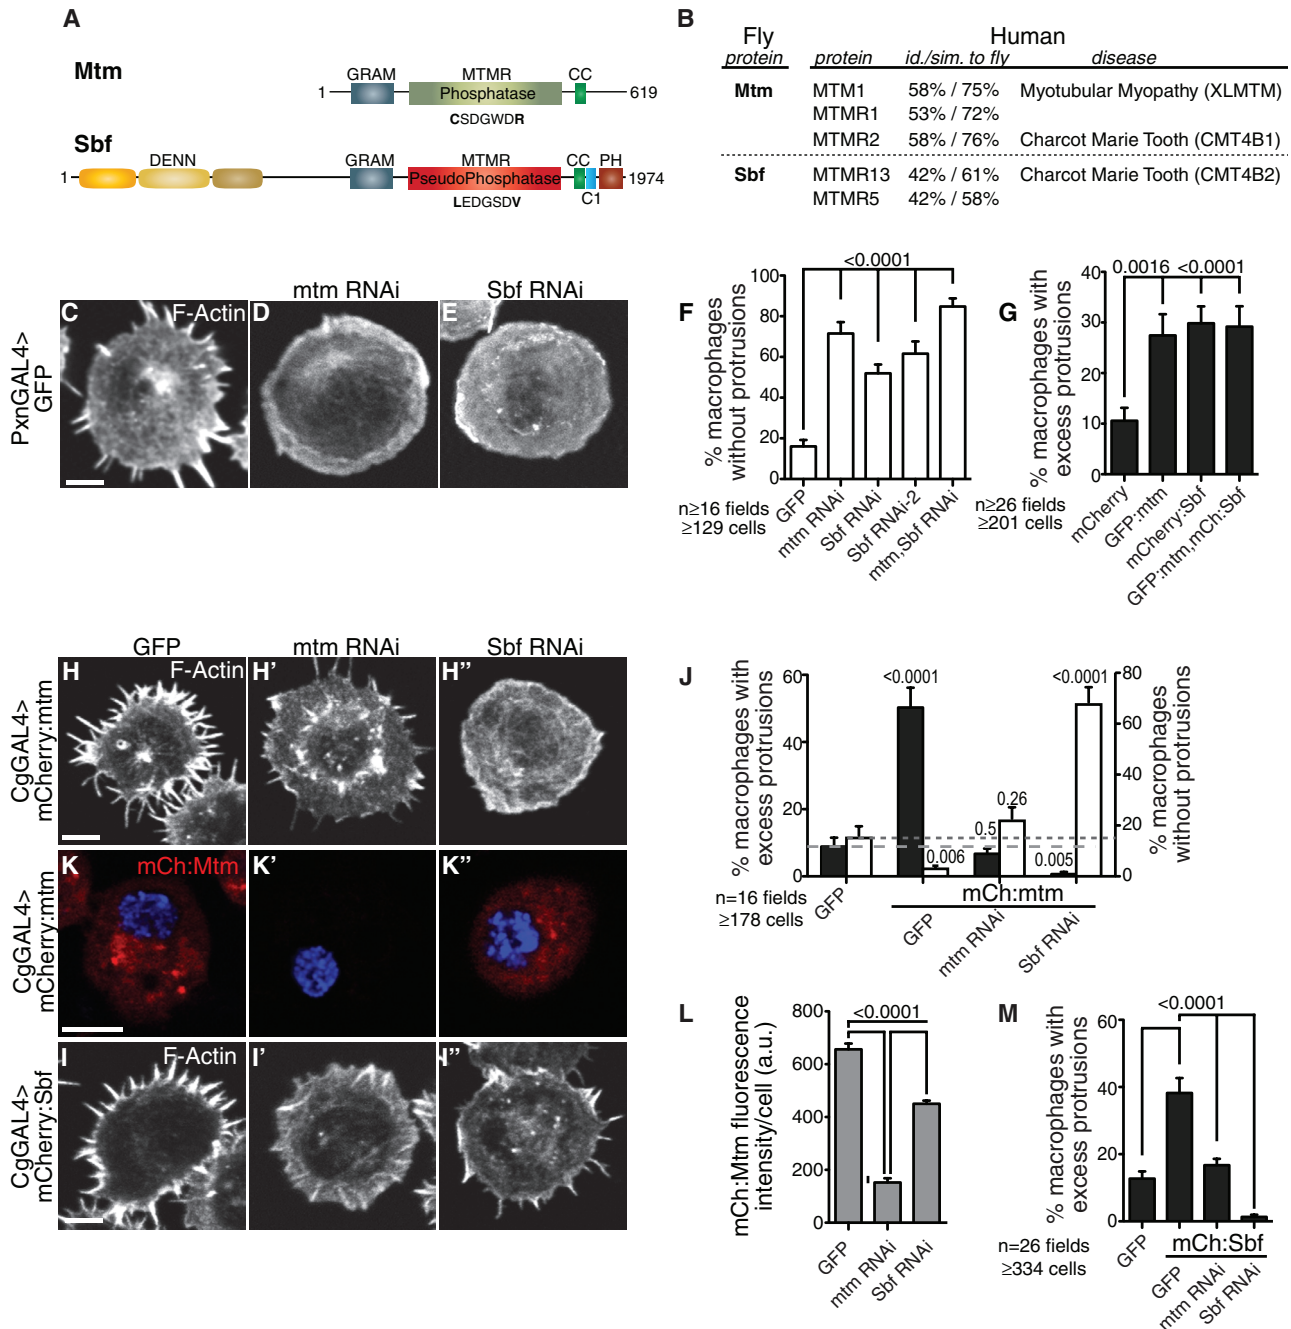 A
Mtm
GRAM
MTMR
CC
1
Phosphatase
619
CSDGWDR
Sbf
DENN
GRAM
MTMR
CC
PH
1
PseudoPhosphatase
1974
LEDGSDV
C1
B
Fly
Human
protein
protein
id./sim. to fly
disease
Mtm
MTM1
58% / 75%
Myotubular Myopathy (XLMTM)
MTMR1
53% / 72%
MTMR2
58% / 76%
Charcot Marie Tooth (CMT4B1)
Sbf
MTMR13
42% / 61%
Charcot Marie Tooth (CMT4B2)
MTMR5
42% / 58%
mtm RNAi
Sbf RNAi
PxnGAL4>
GFP
C
F-Actin
D
E
F
<0.0001
% macrophages
without protrusions
100
80
60
40
20
0
n≥16 fields
≥129 cells
GFP
mtm RNAi
Sbf RNAi
Sbf RNAi-2
mtm,Sbf RNAi
G
0.0016
<0.0001
% macrophages with
excess protrusions
40
30
20
10
0
n≥26 fields
≥201 cells
mCherry
GFP:mtm
mCherry:Sbf
GFP:mtm,mCh:Sbf
GFP
mtm RNAi
Sbf RNAi
CgGAL4>
mCherry:mtm
H
F-Actin
H'
H"
CgGAL4>
mCherry:mtm
K
mCh:Mtm
K'
K"
CgGAL4>
mCherry:Sbf
I
F-Actin
I'
I"
J
% macrophages with
excess protrusions
60
40
20
0
<0.0001
0.006
0.5
0.26
0.005
<0.0001
80
60
40
20
0
% macrophages
without protrusions
n=16 fields
≥178 cells
GFP
mCh:mtm
GFP
mtm RNAi
Sbf RNAi
L
mCh:Mtm fluorescence
intensity/cell (a.u.)
800
600
400
200
0
<0.0001
GFP
mtm RNAi
Sbf RNAi
M
<0.0001
% macrophages with
excess protrusions
60
40
20
0
n=26 fields
≥334 cells
GFP
mCh:Sbf
GFP
mtm RNAi
Sbf RNAi